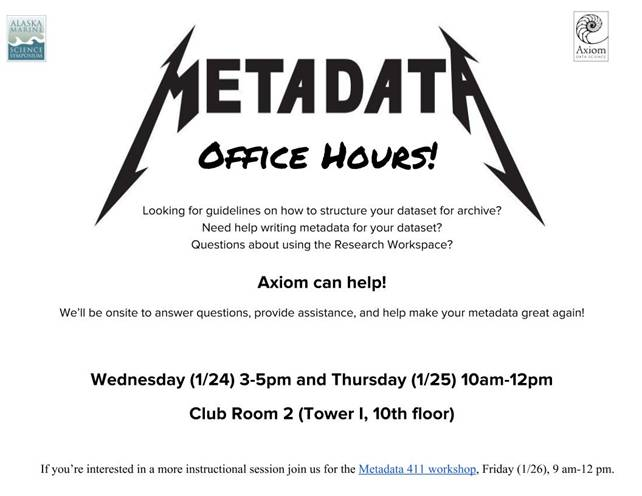 ALASKA
MARINE
SCIENCE
SYMPOSIUM
Axiom
DATA SCIENCE
METADATA
OFFICE HOURS!
Looking for guidelines on how to structure your dataset for archive?
Need help writing metadata for your dataset?
Questions about using the Research Workspace?
Axiom can help!
We'll be onsite to answer questions, provide assistance, and help make your metadata great again!
Wednesday (1/24) 3-5pm and Thursday (1/25) 10am-12pm
Club Room 2 (Tower I, 10th floor)
If you're interested in a more instructional session join us for the Metadata 411 workshop, Friday (1/26), 9 am-12 pm.